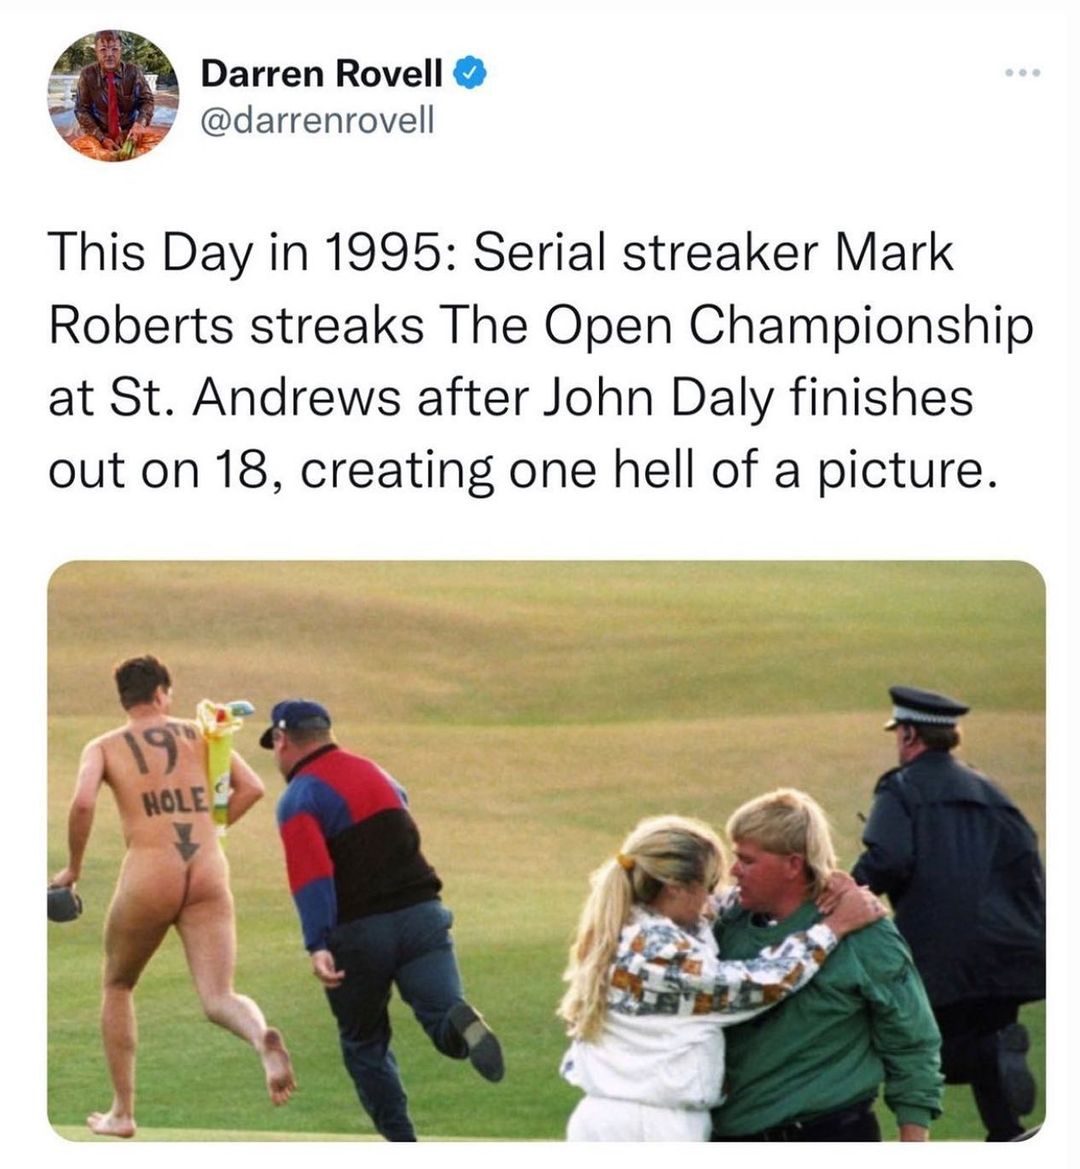 Darren Rovell
@darrenrovell
This Day in 1995: Serial streaker Mark
Roberts streaks The Open Championship
at St. Andrews after John Daly finishes
out on 18, creating one hell of a picture.
19TH
HOLE